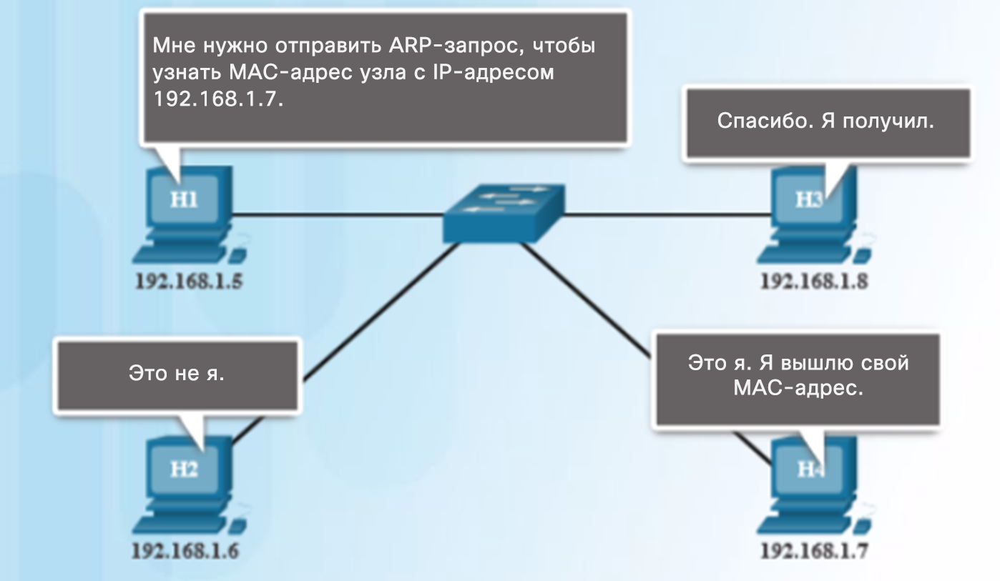 Мне нужно отправить ARP-запрос, чтобы
узнать MAC-адрес узла с IP-адресом
192.168.1.7.
Спасибо. Я получил.
H1
H3
192.168.1.5
192.168.1.8
Это не я.
Это я. Я вышлю свой
MAC-адрес.
H2
H4
192.168.1.6
192.168.1.7